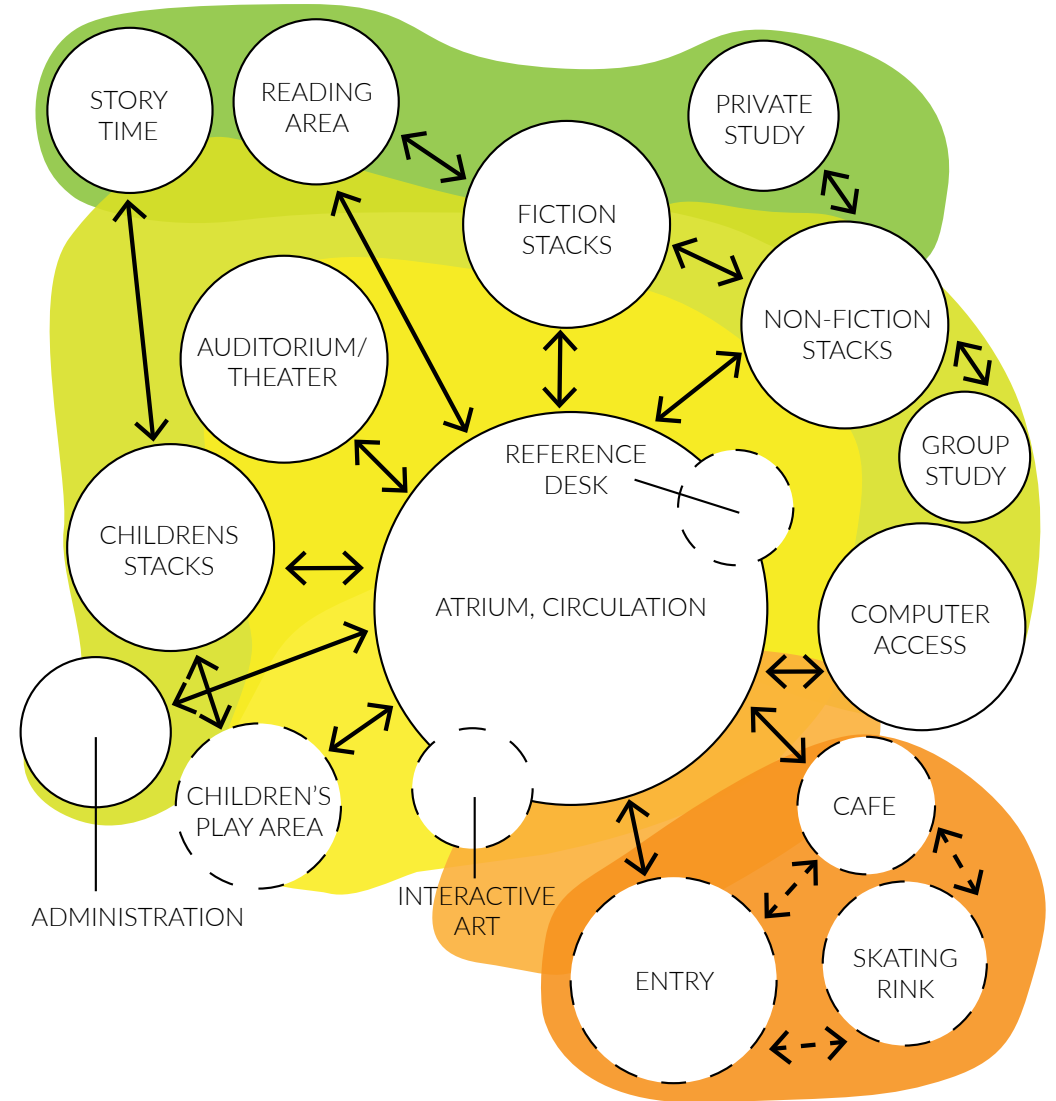 STORY
TIME
READING
AREA
PRIVATE
STUDY
FICTION
STACKS
NON-FICTION
STACKS
AUDITORIUM/
THEATER
GROUP
STUDY
REFERENCE
DESK
CHILDRENS
STACKS
ATRIUM, CIRCULATION
COMPUTER
ACCESS
CHILDREN'S
PLAY AREA
CAFE
INTERACTIVE
ART
ADMINISTRATION
ENTRY
SKATING
RINK